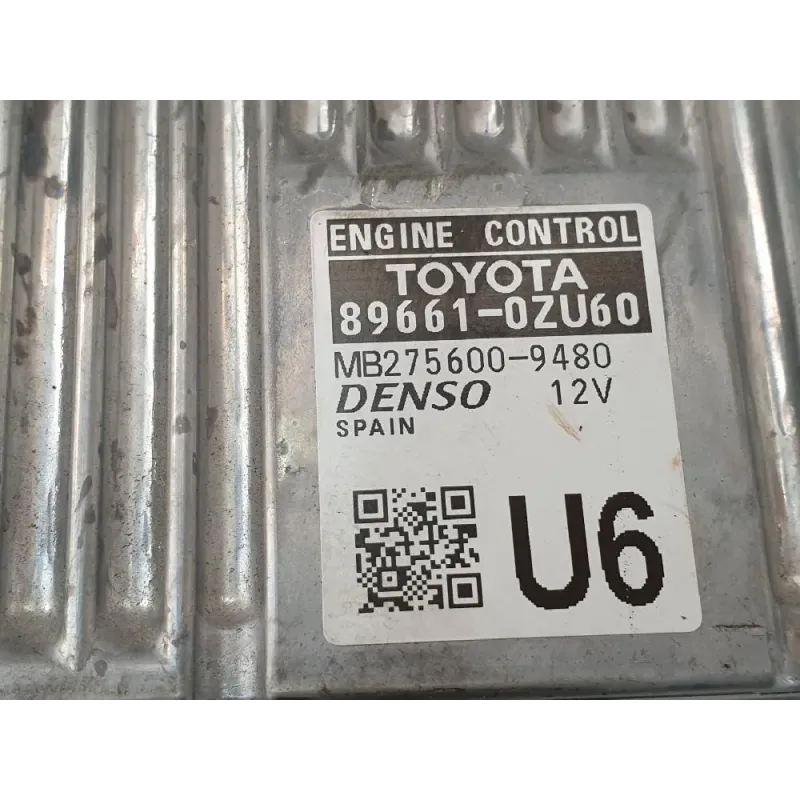 ENGINE CONTROL
TOYOTA
89661-0ZU60
MB275600-9480
DENSO 12V
SPAIN
U6